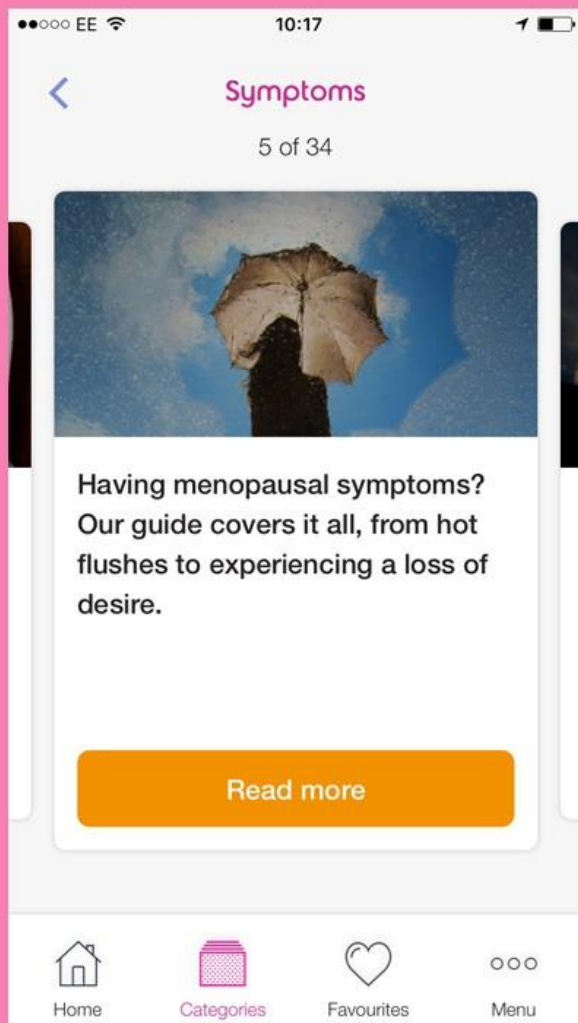 EE 10:17
Symptoms
5 of 34
Having menopausal symptoms?
Our guide covers it all, from hot
flushes to experiencing a loss of
desire.
Read more
Home Categories Favourites Menu